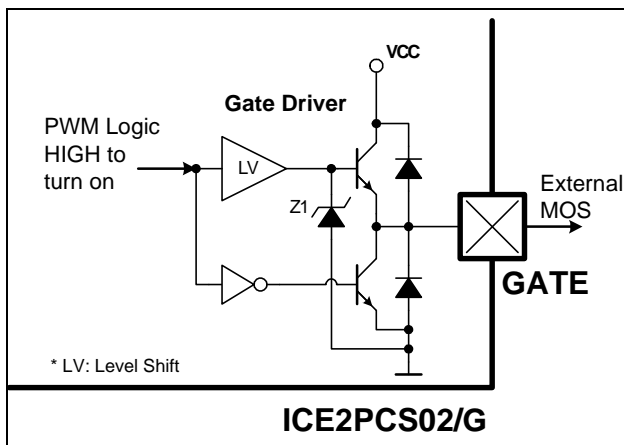 VCC
Gate Driver
PWM Logic
HIGH to
turn on
LV
Z1
External
MOS
GATE
* LV: Level Shift
ICE2PCS02/G